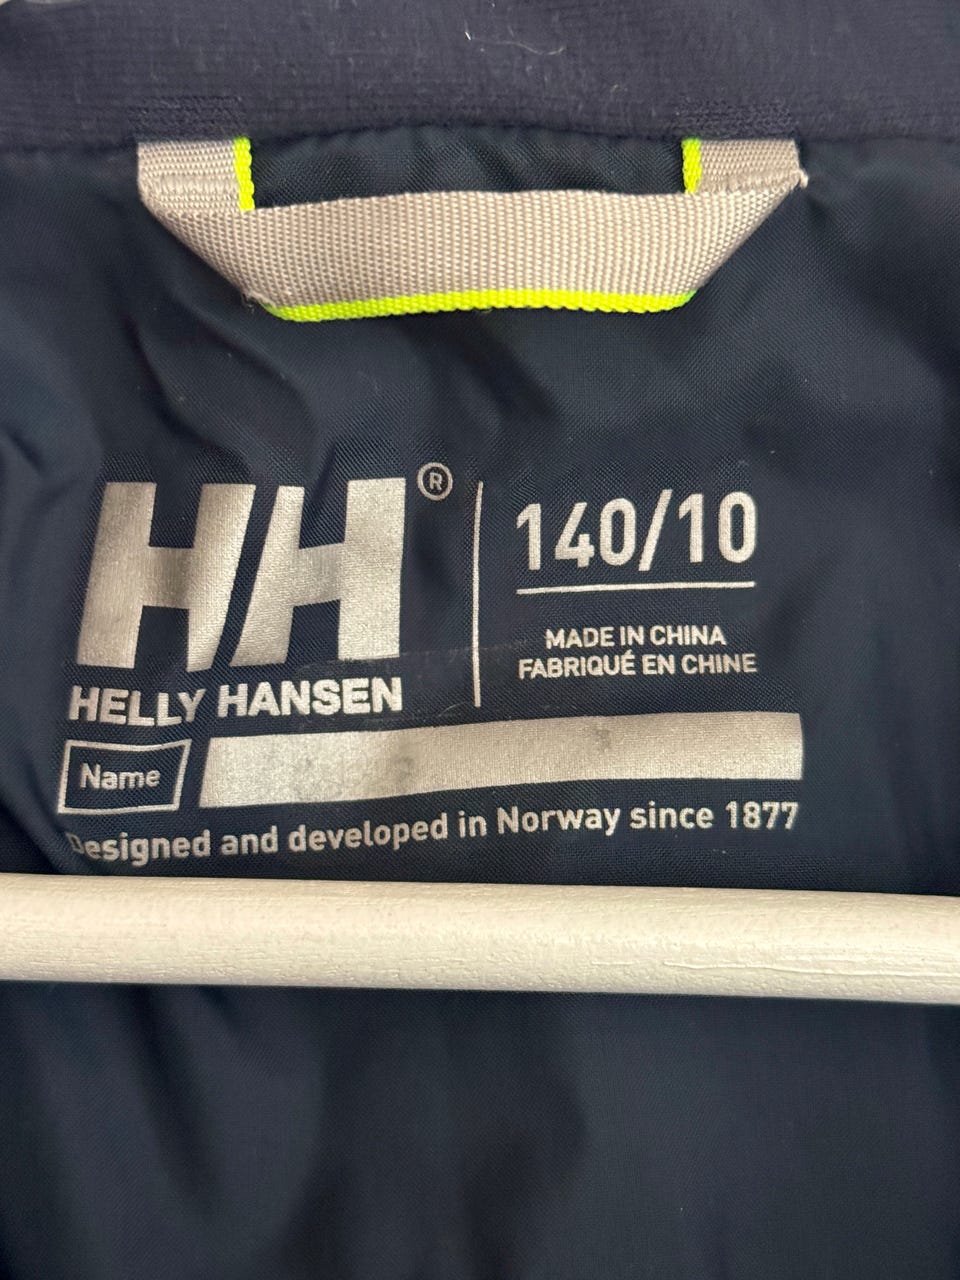 HH®
HELLY HANSEN
140/10
MADE IN CHINA
FABRIQUÉ EN CHINE
Name
Designed and developed in Norway since 1877